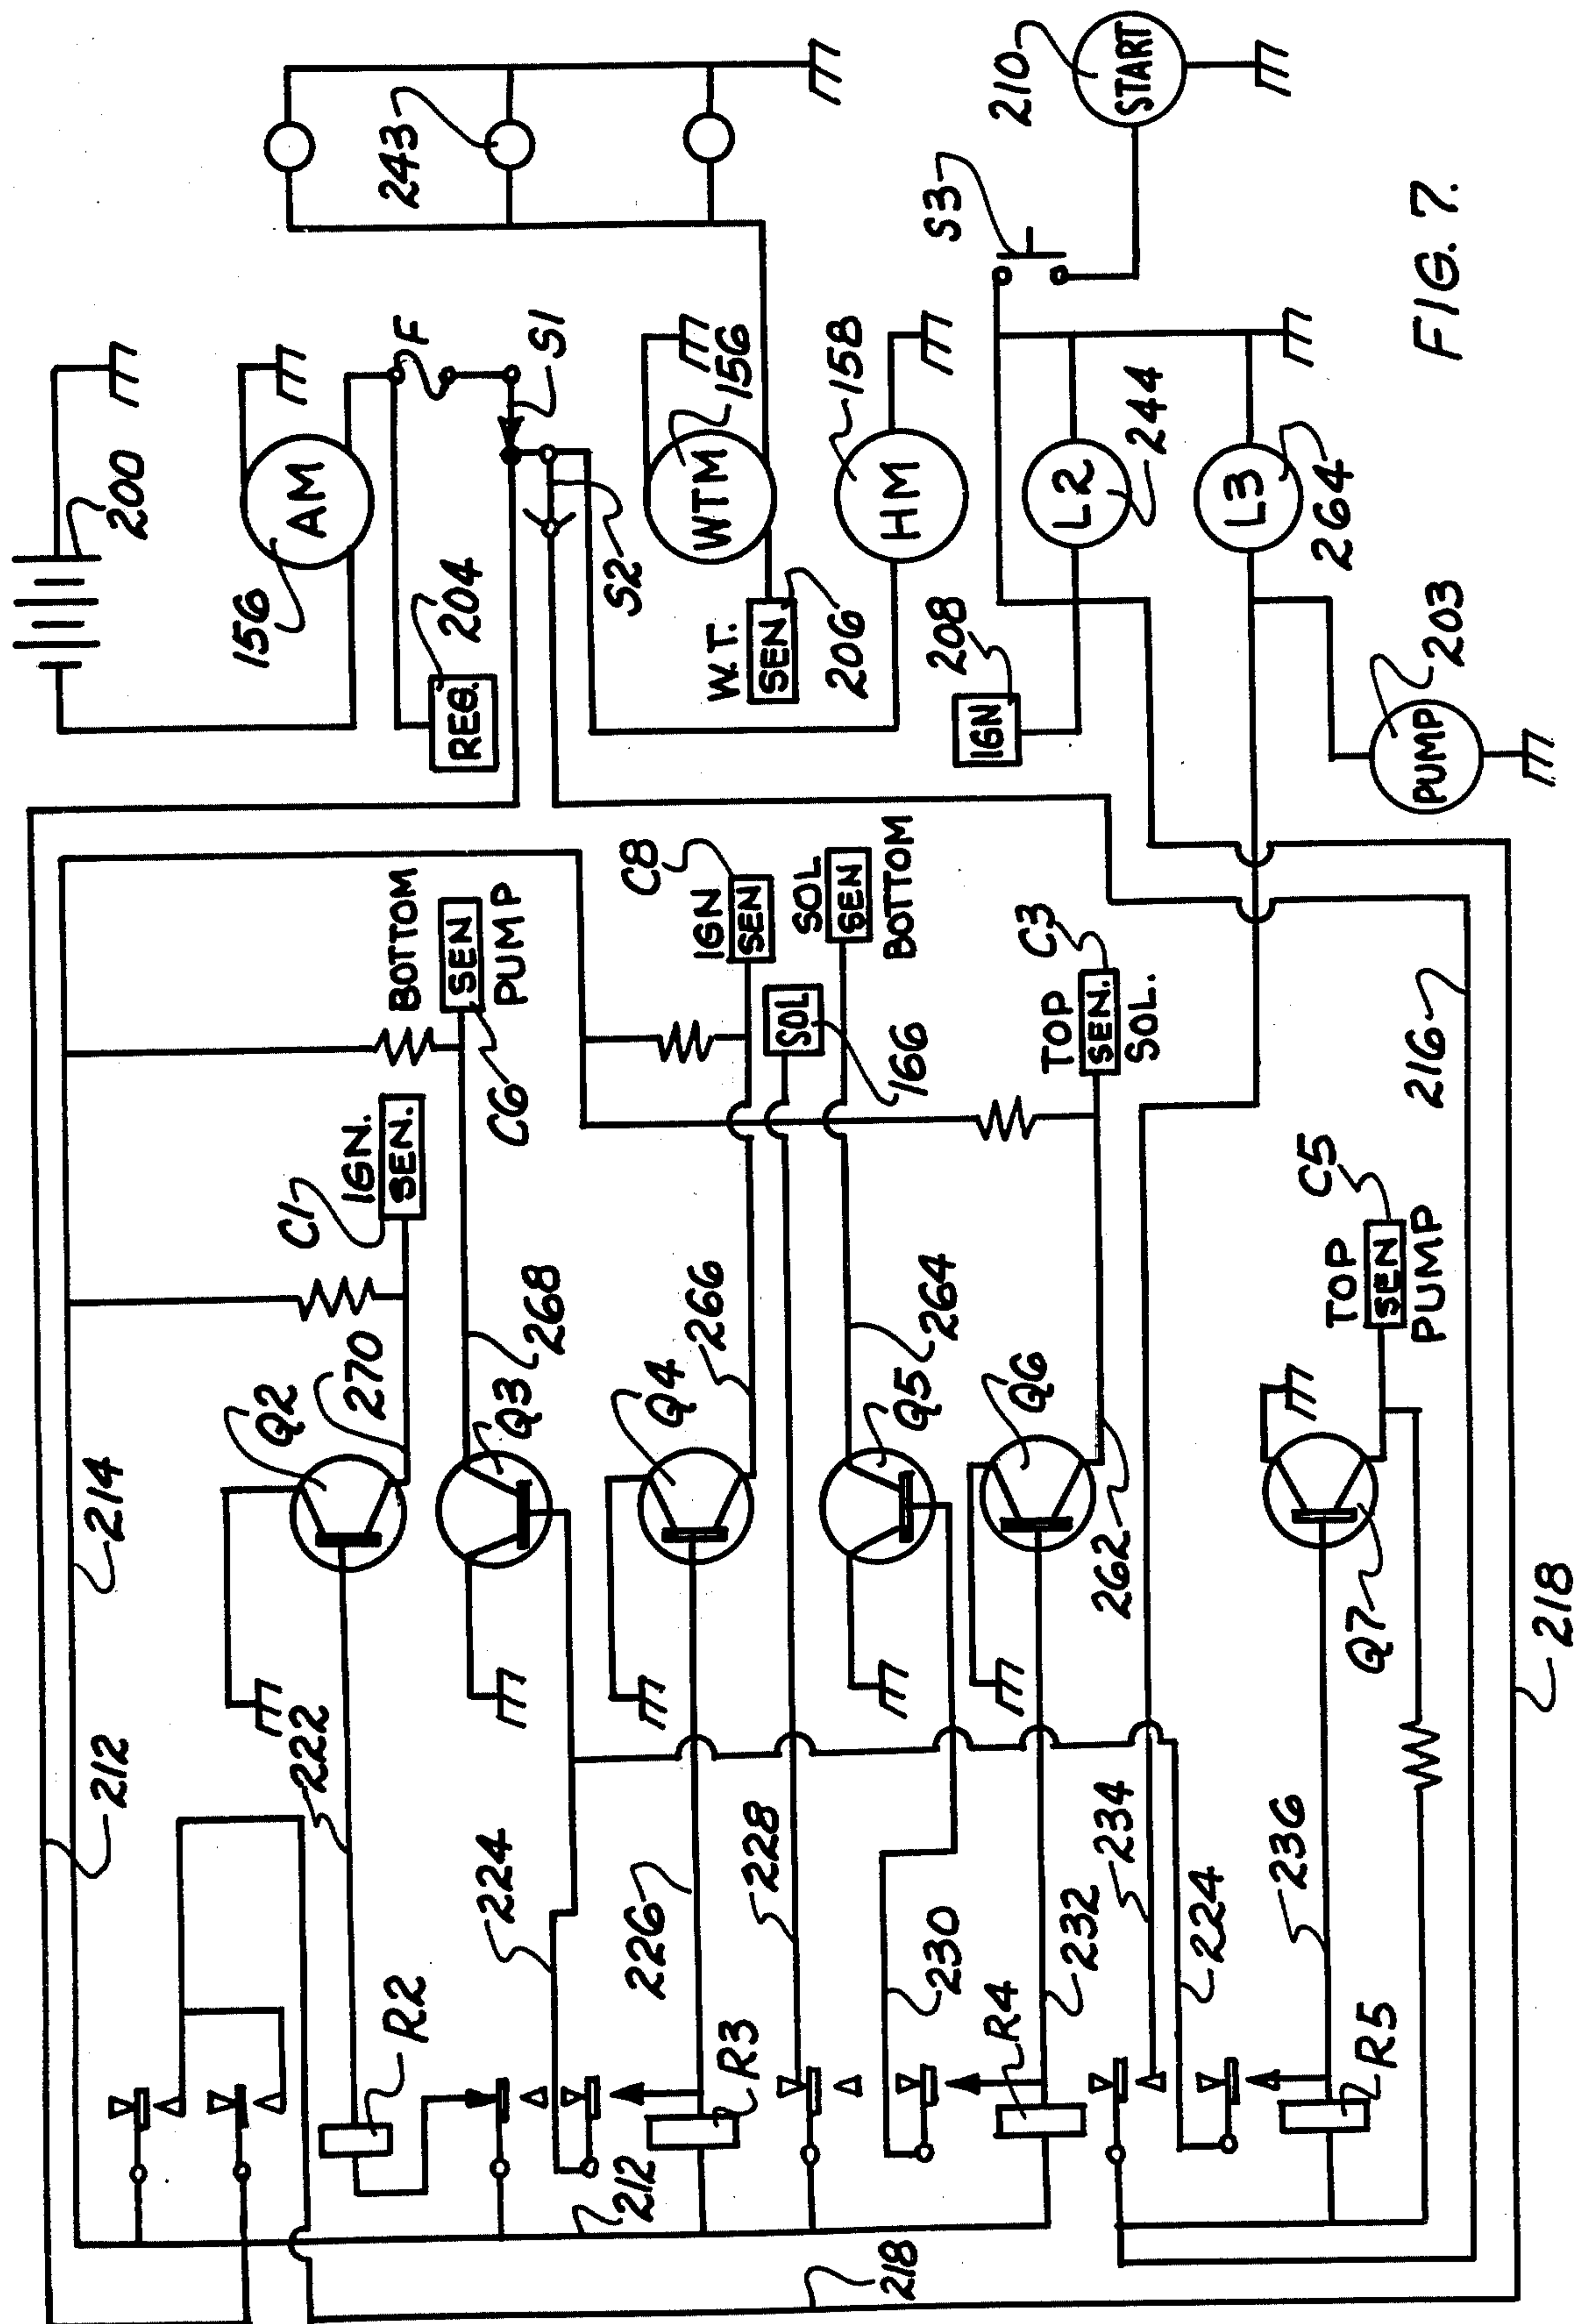 200
AM
156
REG.
204
F
S1
S2
243
WTM
156
W.T.
SEN
206
HM
158
IGN
208
L2
244
L3
264
PUMP
203
S3
210
START
FIG. 7.
214
212
BOTTOM
SEN
PUMP
C6
IGN.
SEN.
C1
IGN
SEN
C8
SOL
SEN
BOTTOM
SOL
166
TOP
SEN.
SOL.
C3
TOP
SEN
PUMP
C5
216
218
Q2
270
Q3
268
Q4
266
Q5
264
Q6
262
Q7
222
224
226
228
230
232
234
224
236
R2
R3
R4
R5
212
218